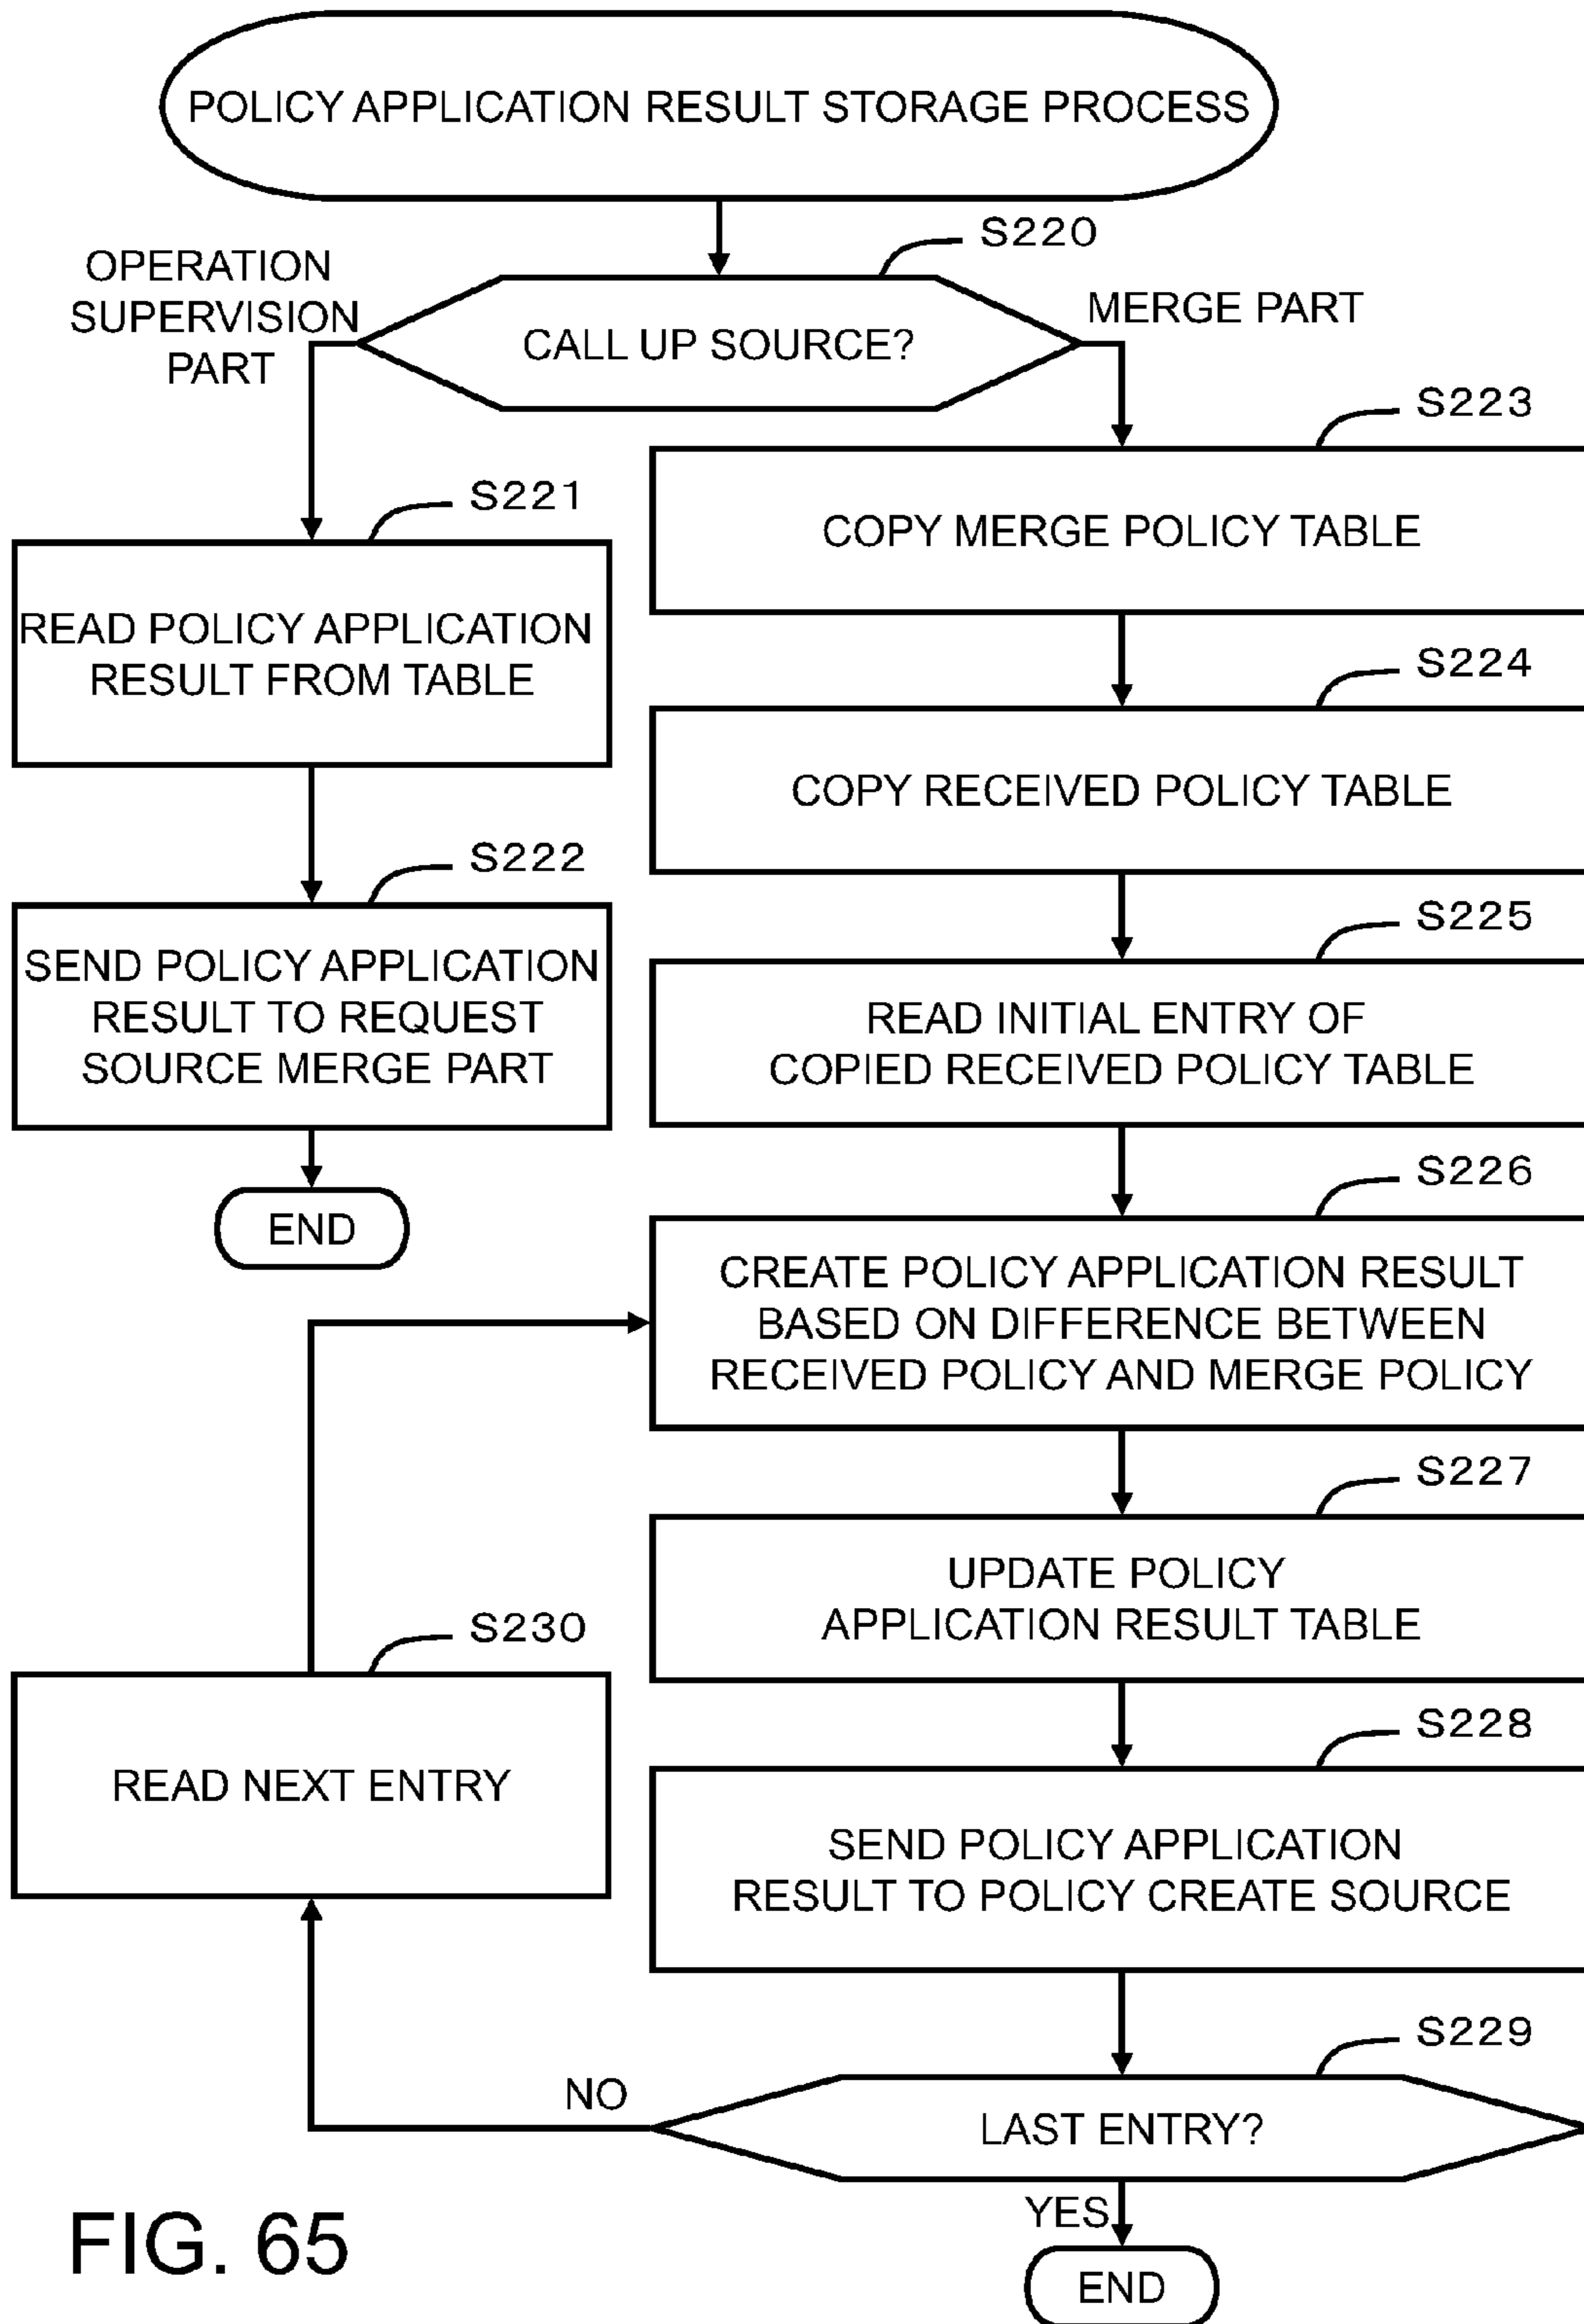 POLICY APPLICATION RESULT STORAGE PROCESS
S220
OPERATION
SUPERVISION
PART
CALL UP SOURCE?
MERGE PART
S221
READ POLICY APPLICATION
RESULT FROM TABLE
S222
SEND POLICY APPLICATION
RESULT TO REQUEST
SOURCE MERGE PART
END
S223
COPY MERGE POLICY TABLE
S224
COPY RECEIVED POLICY TABLE
S225
READ INITIAL ENTRY OF
COPIED RECEIVED POLICY TABLE
S226
CREATE POLICY APPLICATION RESULT
BASED ON DIFFERENCE BETWEEN
RECEIVED POLICY AND MERGE POLICY
S227
UPDATE POLICY
APPLICATION RESULT TABLE
S228
SEND POLICY APPLICATION
RESULT TO POLICY CREATE SOURCE
S229
LAST ENTRY?
NO
S230
READ NEXT ENTRY
YES
END
FIG. 65